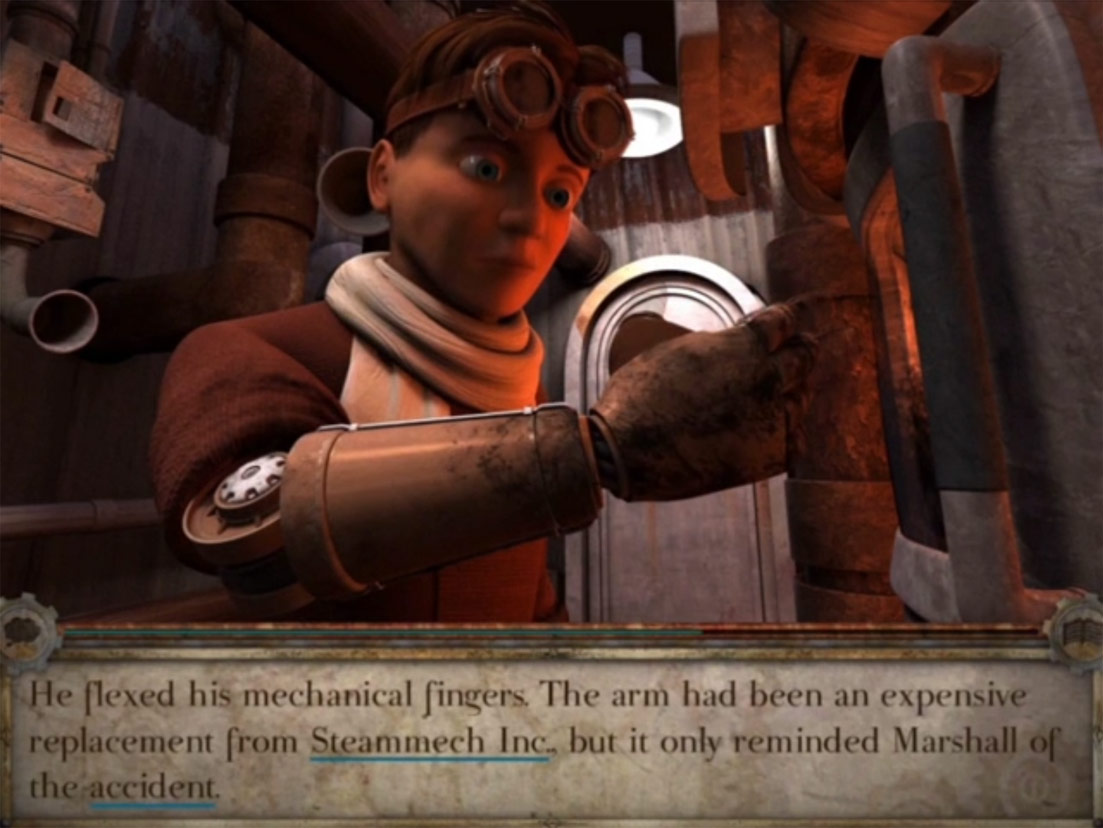 He flexed his mechanical fingers. The arm had been an expensive
replacement from Steammech Inc., but it only reminded Marshall of
the accident.